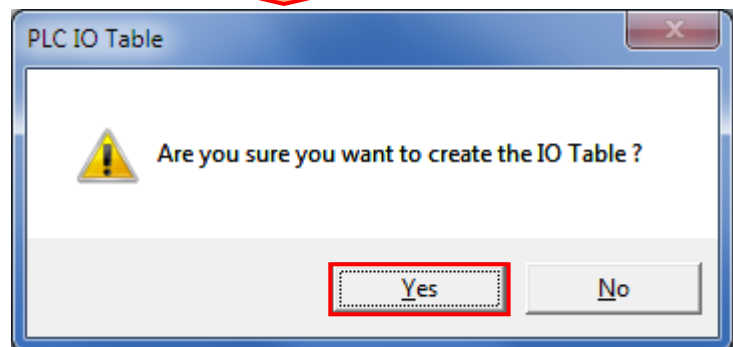 PLC IO Table
Are you sure you want to create the IO Table ?
Yes
No